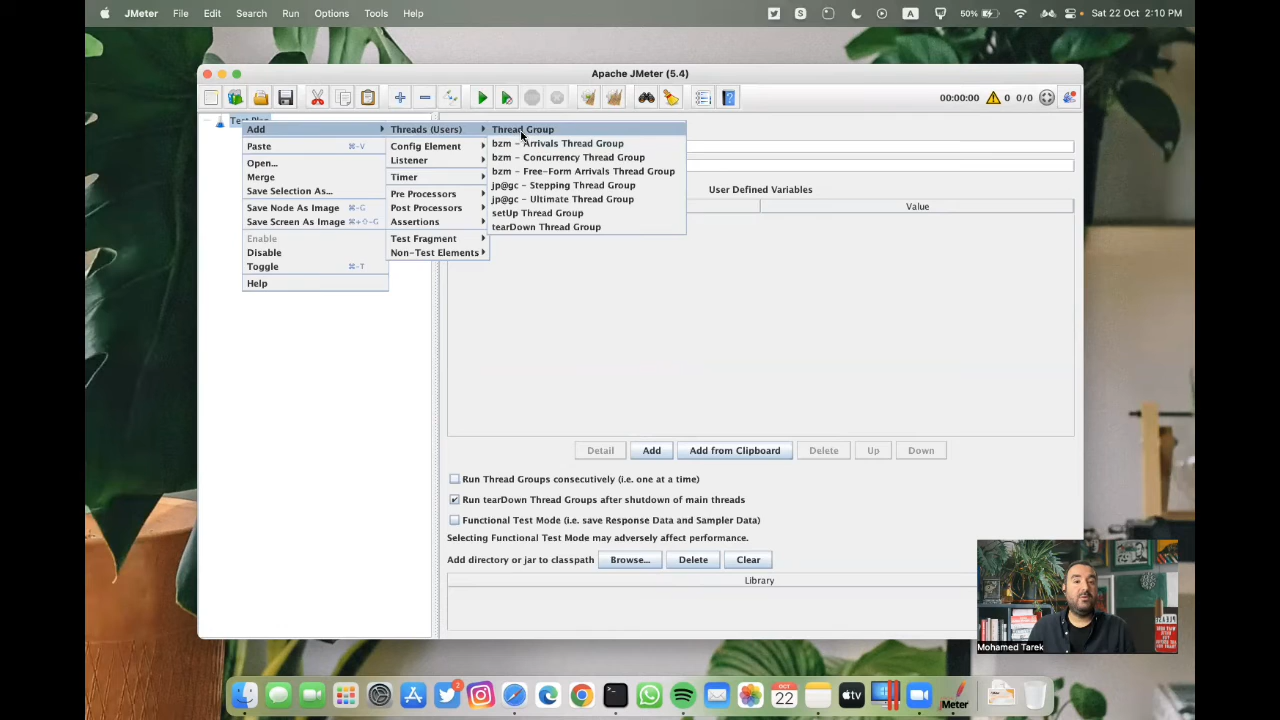 JMeter File Edit Search Run Options Tools Help
50% Sat 22 Oct 2:10 PM
Apache JMeter (5.4)
00:00:00 0/0
Test Plan
Add
Paste ⌘-V
Open...
Merge
Save Selection As...
Save Node As Image ⌘-G
Save Screen As Image ⌘+⇧-G
Enable
Disable
Toggle ⌘-T
Help
Threads (Users)
Config Element
Listener
Timer
Pre Processors
Post Processors
Assertions
Test Fragment
Non-Test Elements
Thread Group
bzm - Arrivals Thread Group
bzm - Concurrency Thread Group
bzm - Free-Form Arrivals Thread Group
jp@gc - Stepping Thread Group
jp@gc - Ultimate Thread Group
setUp Thread Group
tearDown Thread Group
User Defined Variables
Value
Detail Add Add from Clipboard Delete Up Down
Run Thread Groups consecutively (i.e. one at a time)
Run tearDown Thread Groups after shutdown of main threads
Functional Test Mode (i.e. save Response Data and Sampler Data)
Selecting Functional Test Mode may adversely affect performance.
Add directory or jar to classpath Browse... Delete Clear
Library
Mohamed Tarek
2
OCT
22
tv
JMeter